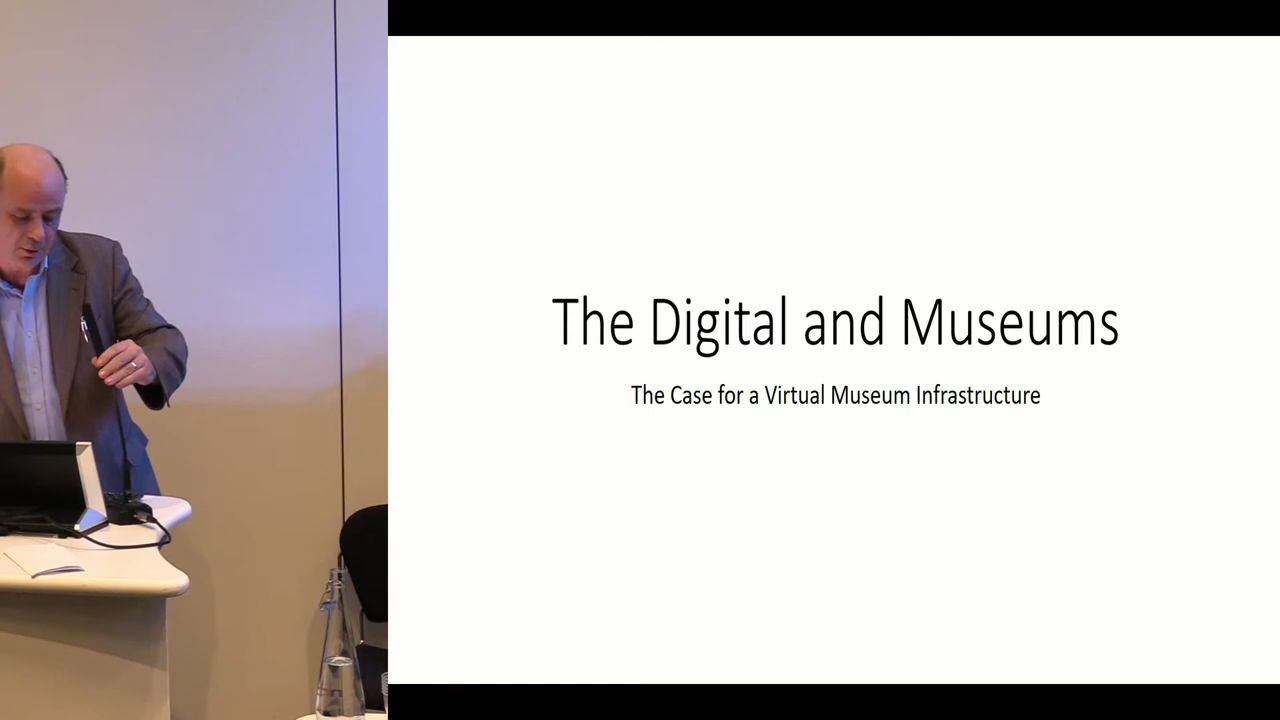 The Digital and Museums
The Case for a Virtual Museum Infrastructure